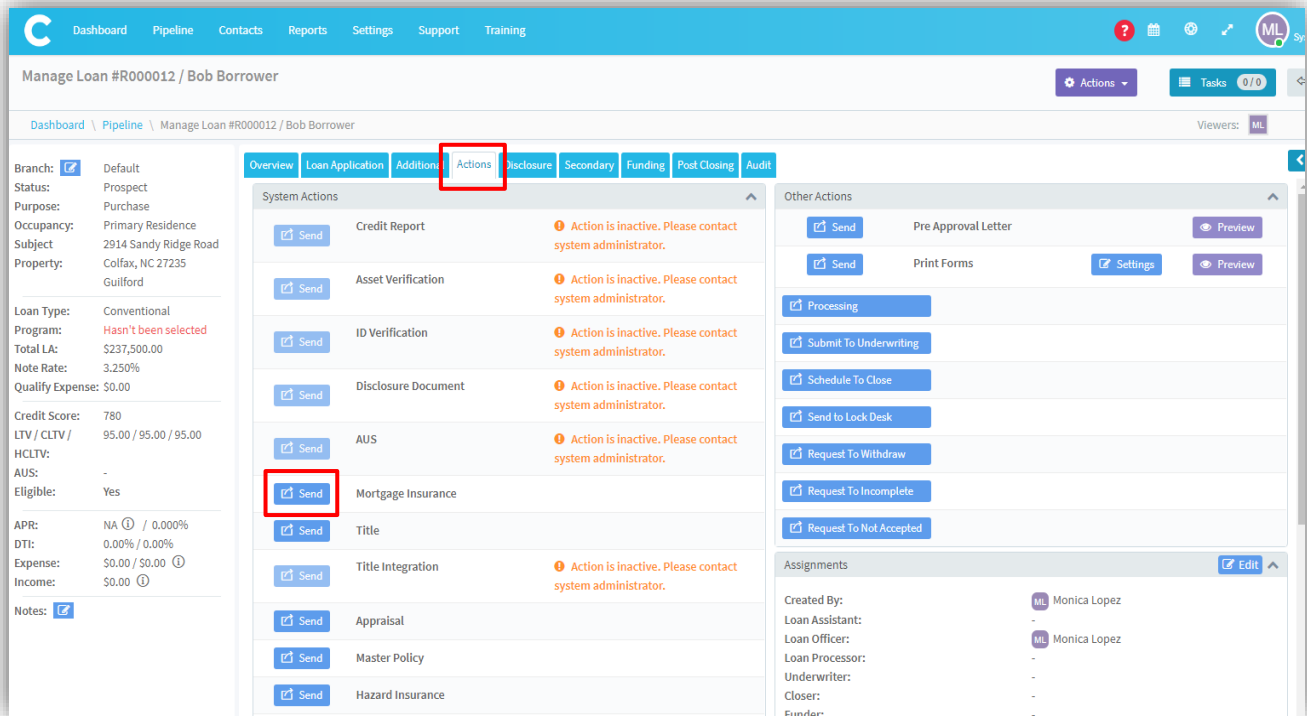 C Dashboard Pipeline Contacts Reports Settings Support Training ? ML
Manage Loan #R000012 / Bob Borrower
Actions Tasks 0/0
Dashboard \ Pipeline \ Manage Loan #R000012 / Bob Borrower
Viewers: ML
Branch: Default
Status: Prospect
Purpose: Purchase
Occupancy: Primary Residence
Subject 2914 Sandy Ridge Road
Property: Colfax, NC 27235
Guilford
Loan Type: Conventional
Program: Hasn't been selected
Total LA: $237,500.00
Note Rate: 3.250%
Qualify Expense: $0.00
Credit Score: 780
LTV / CLTV / 95.00 / 95.00 / 95.00
HCLTV:
AUS: -
Eligible: Yes
APR: NA / 0.000%
DTI: 0.00% / 0.00%
Expense: $0.00 / $0.00
Income: $0.00
Notes:
Overview Loan Application Additional Actions Disclosure Secondary Funding Post Closing Audit
System Actions
Send Credit Report Action is inactive. Please contact
system administrator.
Send Asset Verification Action is inactive. Please contact
system administrator.
Send ID Verification Action is inactive. Please contact
system administrator.
Send Disclosure Document Action is inactive. Please contact
system administrator.
Send AUS Action is inactive. Please contact
system administrator.
Send Mortgage Insurance
Send Title
Send Title Integration Action is inactive. Please contact
system administrator.
Send Appraisal
Send Master Policy
Send Hazard Insurance
Other Actions
Send Pre Approval Letter Preview
Send Print Forms Settings Preview
Processing
Submit To Underwriting
Schedule To Close
Send to Lock Desk
Request To Withdraw
Request To Incomplete
Request To Not Accepted
Assignments Edit
Created By: ML Monica Lopez
Loan Assistant: -
Loan Officer: ML Monica Lopez
Loan Processor: -
Underwriter: -
Closer: -
Funder: -